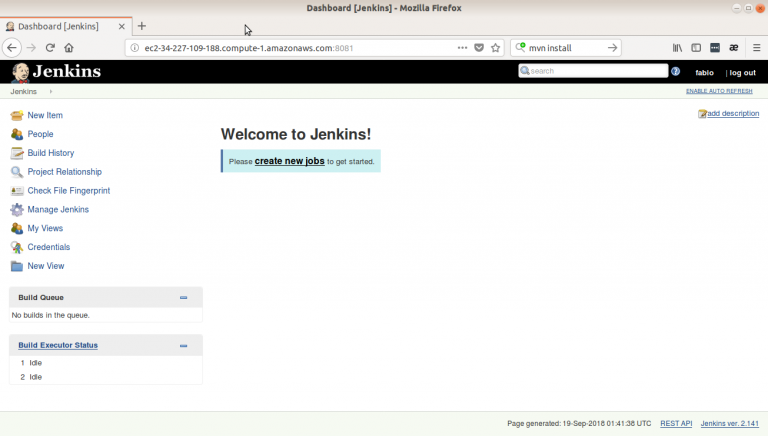 Dashboard [Jenkins] - Mozilla Firefox
Dashboard [Jenkins]
ec2-34-227-109-188.compute-1.amazonaws.com:8081
mvn install
Jenkins
search
fabio
| log out
Jenkins
ENABLE AUTO REFRESH
New Item
People
Build History
Project Relationship
Check File Fingerprint
Manage Jenkins
My Views
Credentials
New View
add description
Welcome to Jenkins!
Please create new jobs to get started.
Build Queue
No builds in the queue.
Build Executor Status
1 Idle
2 Idle
Page generated: 19-Sep-2018 01:41:38 UTC REST API Jenkins ver. 2.141